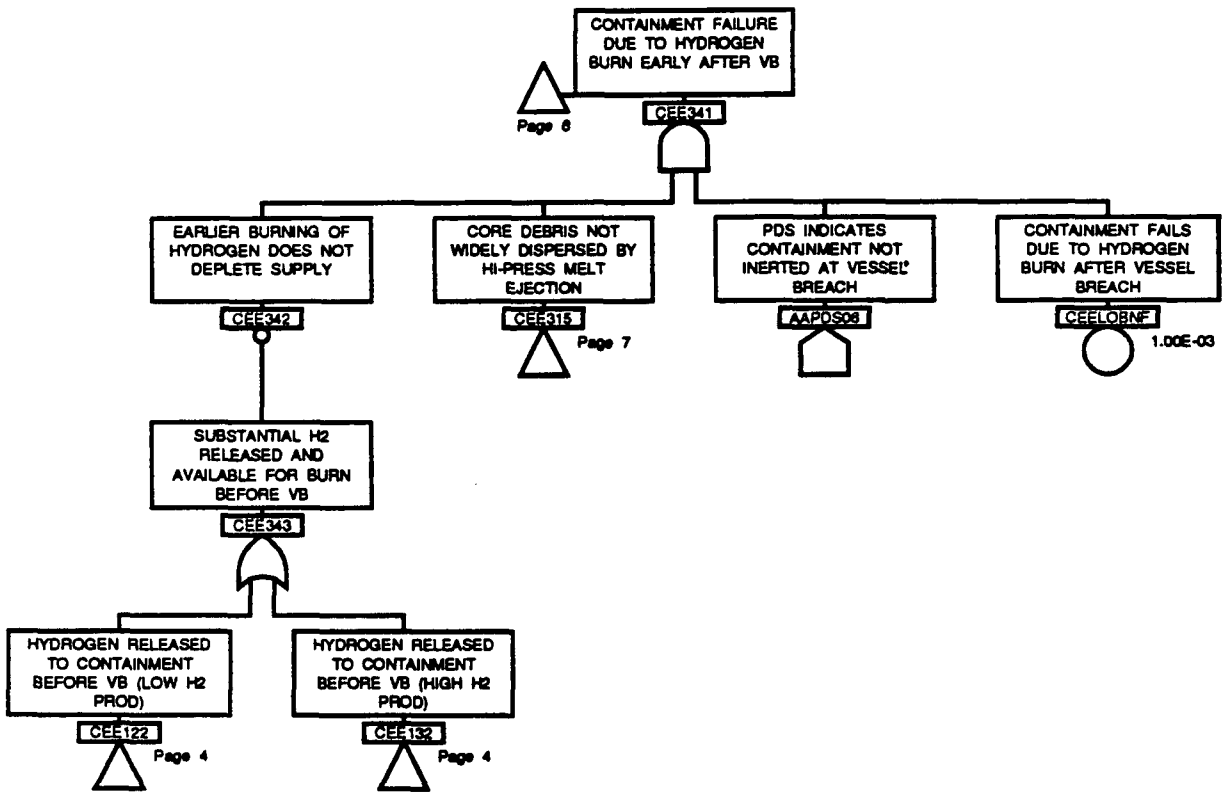 CONTAINMENT FAILURE
DUE TO HYDROGEN
BURN EARLY AFTER VB
Page 6
CEE341
EARLIER BURNING OF
HYDROGEN DOES NOT
DEPLETE SUPPLY
CEE342
CORE DEBRIS NOT
WIDELY DISPERSED BY
HI-PRESS MELT
EJECTION
CEE315
Page 7
PDS INDICATES
CONTAINMENT NOT
INERTED AT VESSEL*
BREACH
AAPDS06
CONTAINMENT FAILS
DUE TO HYDROGEN
BURN AFTER VESSEL
BREACH
CEELOBNF
1.00E-03
SUBSTANTIAL H2
RELEASED AND
AVAILABLE FOR BURN
BEFORE VB
CEE343
HYDROGEN RELEASED
TO CONTAINMENT
BEFORE VB (LOW H2
PROD)
CEE122
Page 4
HYDROGEN RELEASED
TO CONTAINMENT
BEFORE VB (HIGH H2
PROD)
CEE132
Page 4